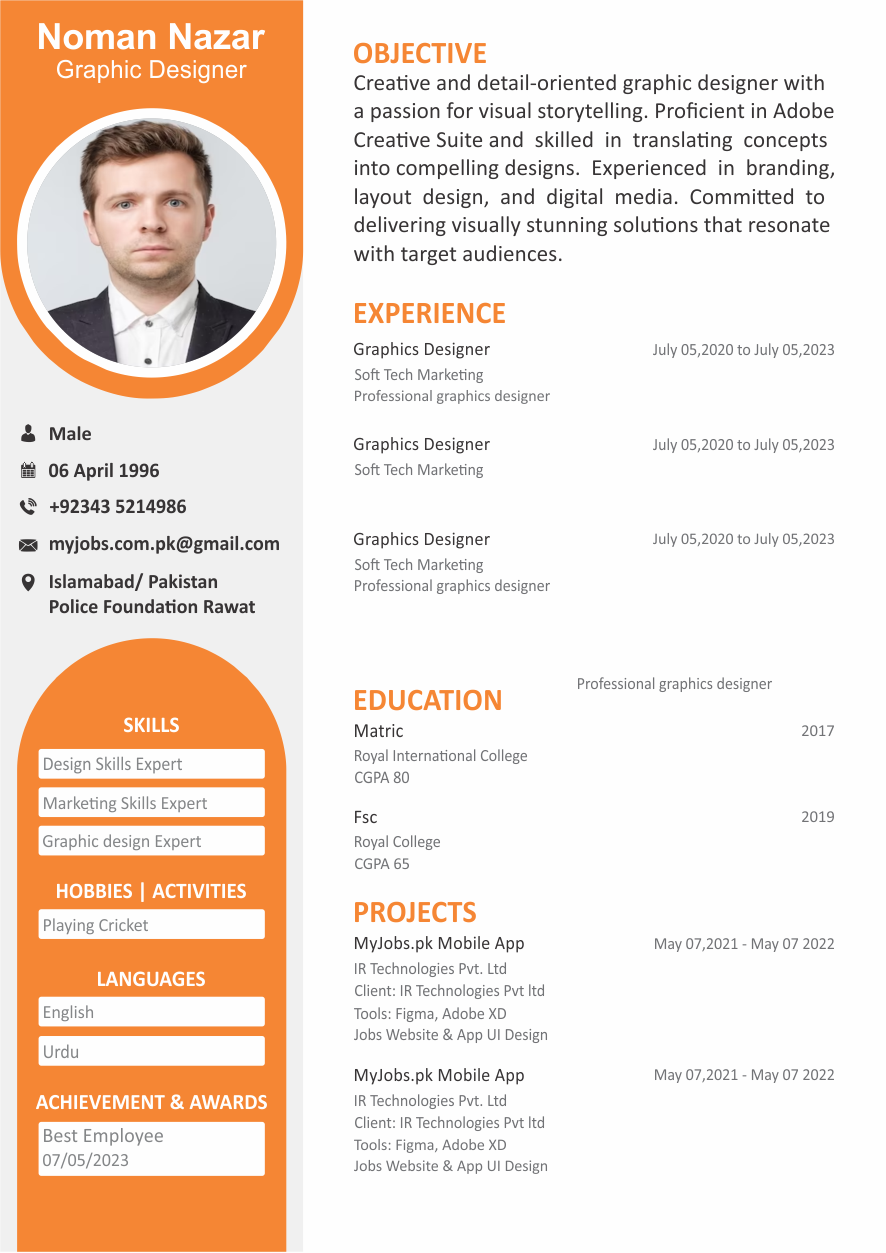 Noman Nazar
Graphic Designer
Male
06 April 1996
+92343 5214986
myjobs.com.pk@gmail.com
Islamabad/ Pakistan
Police Foundation Rawat
SKILLS
Design Skills Expert
Marketing Skills Expert
Graphic design Expert
HOBBIES | ACTIVITIES
Playing Cricket
LANGUAGES
English
Urdu
ACHIEVEMENT & AWARDS
Best Employee
07/05/2023
OBJECTIVE
Creative and detail-oriented graphic designer with
a passion for visual storytelling. Proficient in Adobe
Creative Suite and skilled in translating concepts
into compelling designs. Experienced in branding,
layout design, and digital media. Committed to
delivering visually stunning solutions that resonate
with target audiences.
EXPERIENCE
Graphics Designer July 05,2020 to July 05,2023
Soft Tech Marketing
Professional graphics designer
Graphics Designer July 05,2020 to July 05,2023
Soft Tech Marketing
Graphics Designer July 05,2020 to July 05,2023
Soft Tech Marketing
Professional graphics designer
Professional graphics designer
EDUCATION
Matric 2017
Royal International College
CGPA 80
Fsc 2019
Royal College
CGPA 65
PROJECTS
MyJobs.pk Mobile App May 07,2021 - May 07 2022
IR Technologies Pvt. Ltd
Client: IR Technologies Pvt ltd
Tools: Figma, Adobe XD
Jobs Website & App UI Design
MyJobs.pk Mobile App May 07,2021 - May 07 2022
IR Technologies Pvt. Ltd
Client: IR Technologies Pvt ltd
Tools: Figma, Adobe XD
Jobs Website & App UI Design